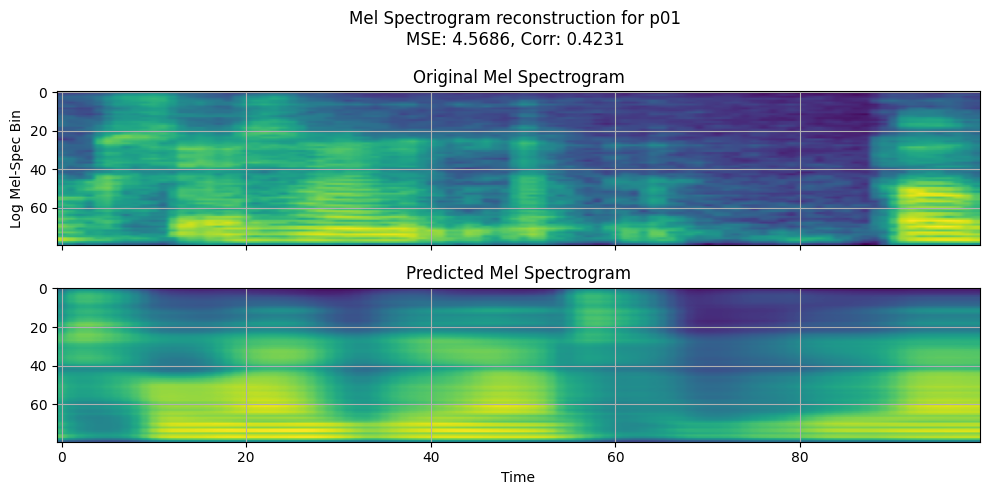 Mel Spectrogram reconstruction for p01
MSE: 4.5686, Corr: 0.4231
Original Mel Spectrogram
0
20
40
60
Log Mel-Spec Bin
Predicted Mel Spectrogram
0
20
40
60
0 20 40 60 80
Time